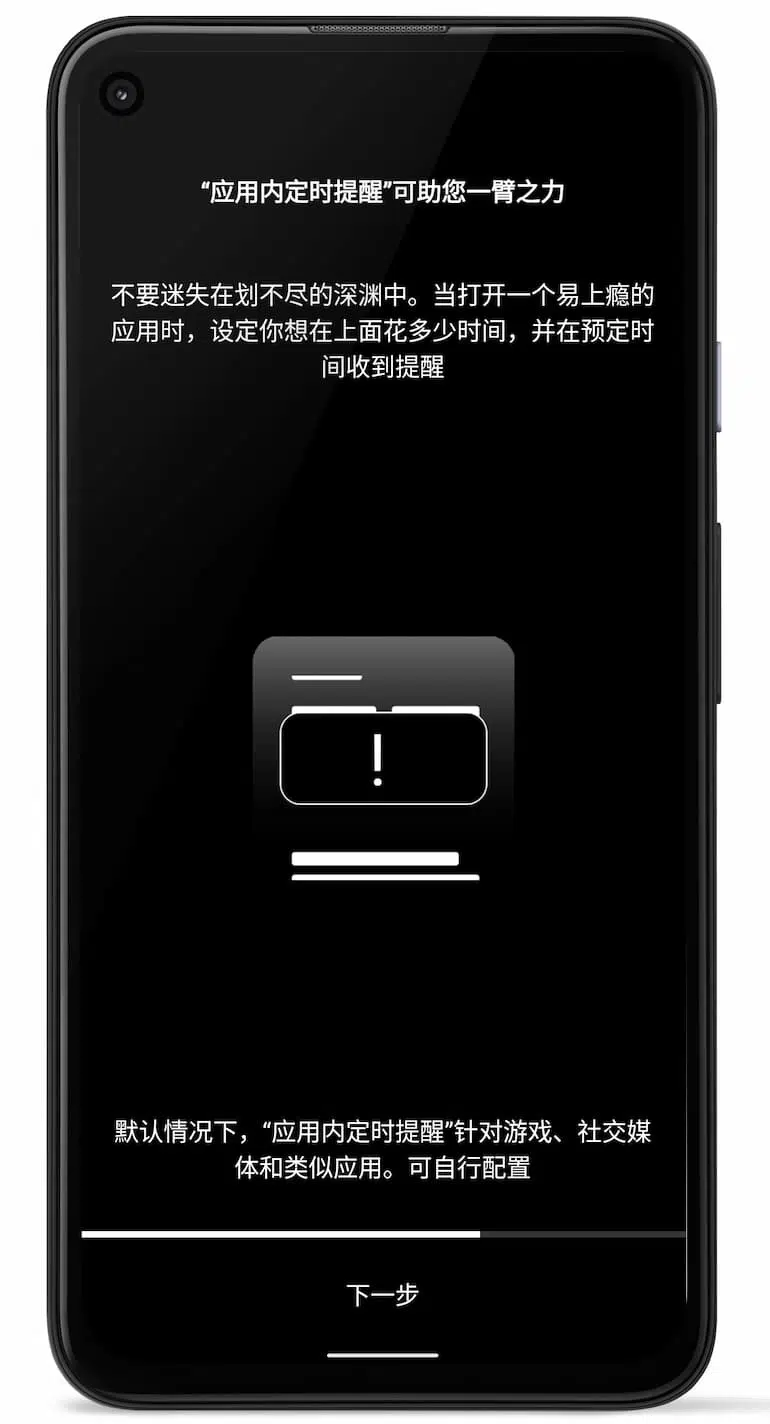 “应用内定时提醒”可助您一臂之力
不要迷失在划不尽的深渊中。当打开一个易上瘾的
应用时，设定你想在上面花多少时间，并在预定时
间收到提醒
!
默认情况下，“应用内定时提醒”针对游戏、社交媒
体和类似应用。可自行配置
下一步